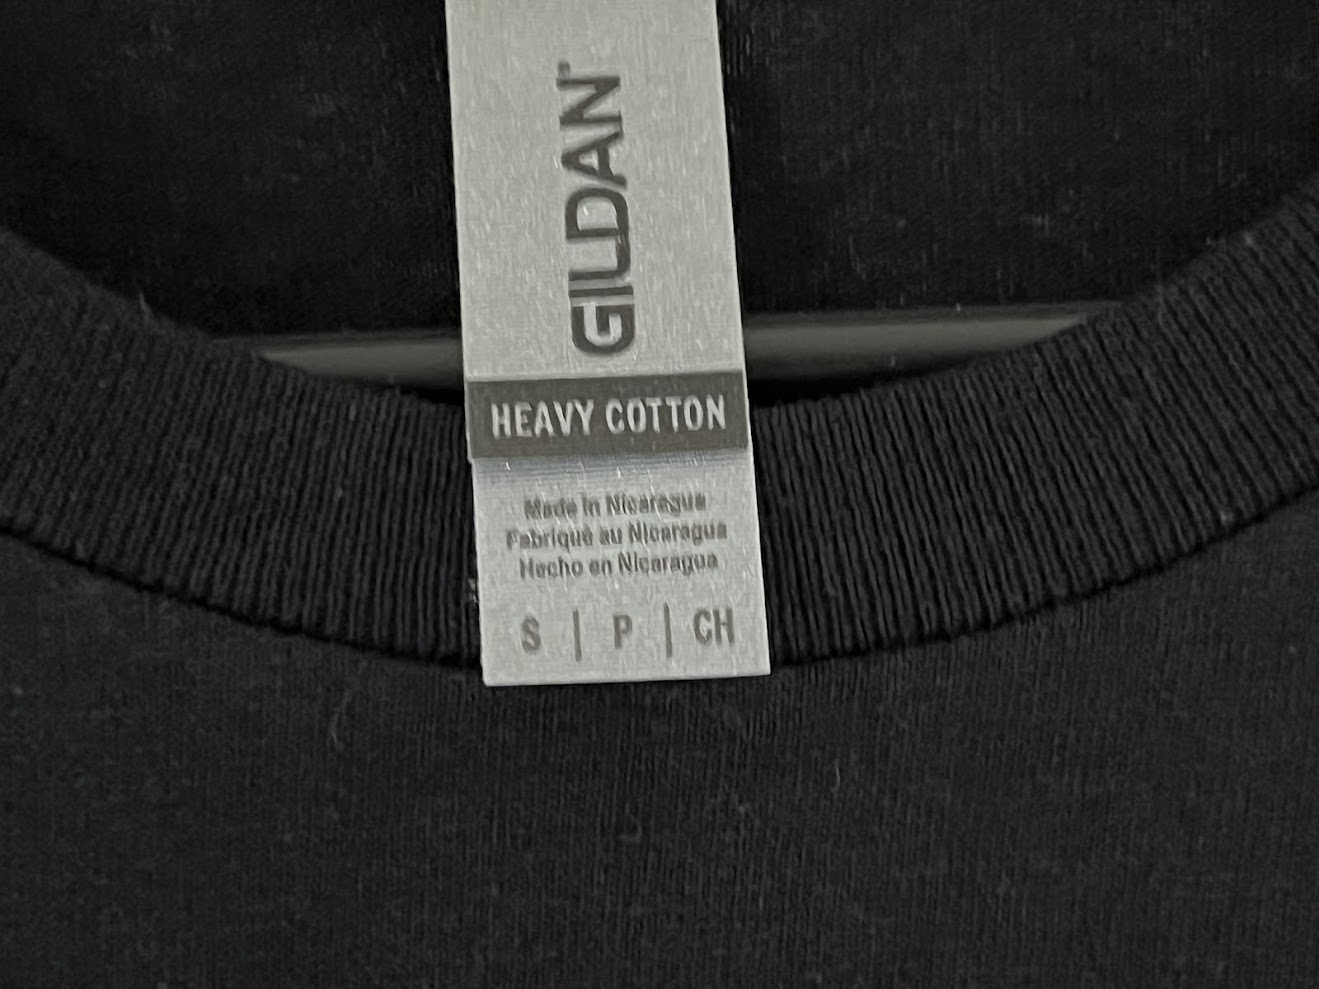 GILDAN®
HEAVY COTTON
Made in Nicaragua
Fabriqué au Nicaragua
Hecho en Nicaragua
S | P | CH